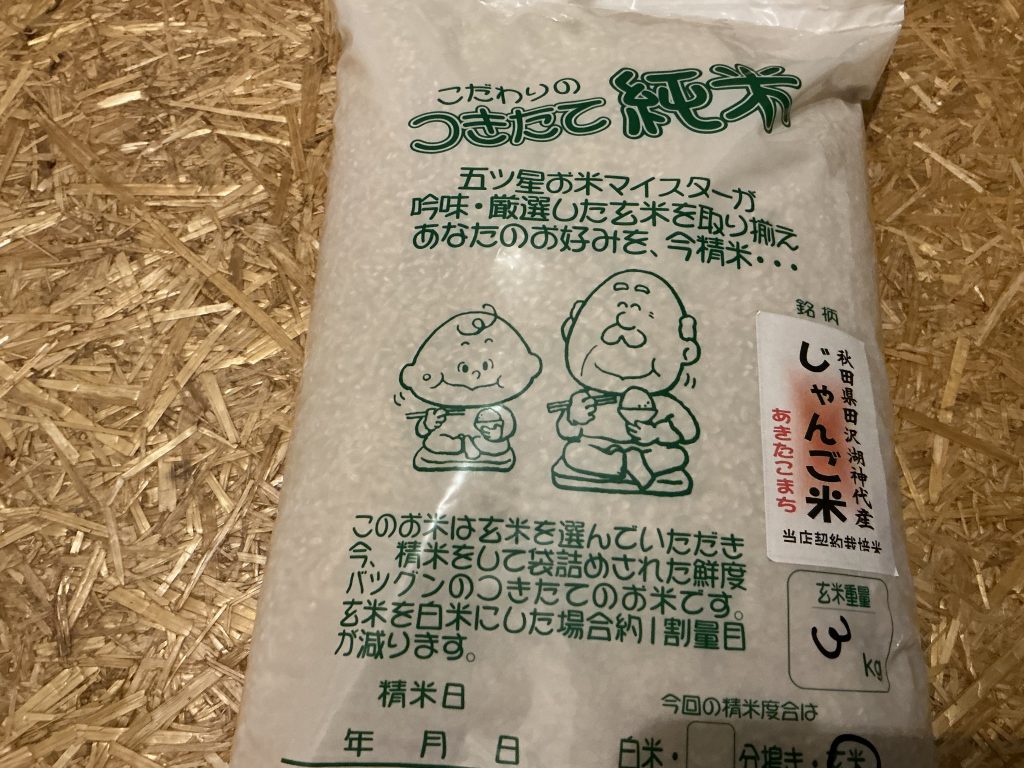 こだわりの
つきたて純米
五ツ星お米マイスターが
吟味・厳選した玄米を取り揃え
あなたのお好みを、今精米・・・
銘柄
秋田県田沢湖神代産
じゃんご米
あきたこまち
当店契約栽培米
このお米は玄米を選んでいただき
今、精米をして袋詰めされた鮮度
バツグンのつきたてのお米です。
玄米を白米にした場合約1割量目
が減ります。
玄米重量
3
kg
精米日
年 月 日
今回の精米度合は
白米・ 分搗き・玄米